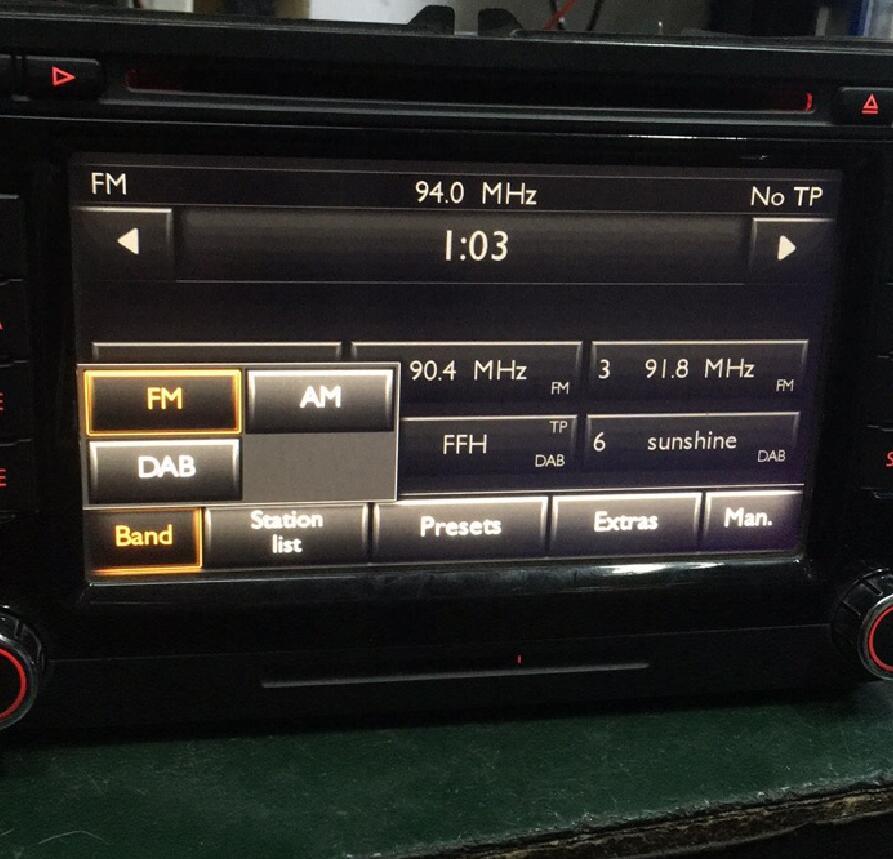 FM 94.0 MHz No TP
1:03
90.4 MHz FM
3 91.8 MHz FM
FM AM
FFH TP DAB
6 sunshine DAB
DAB
Band Station list Presets Extras Man.